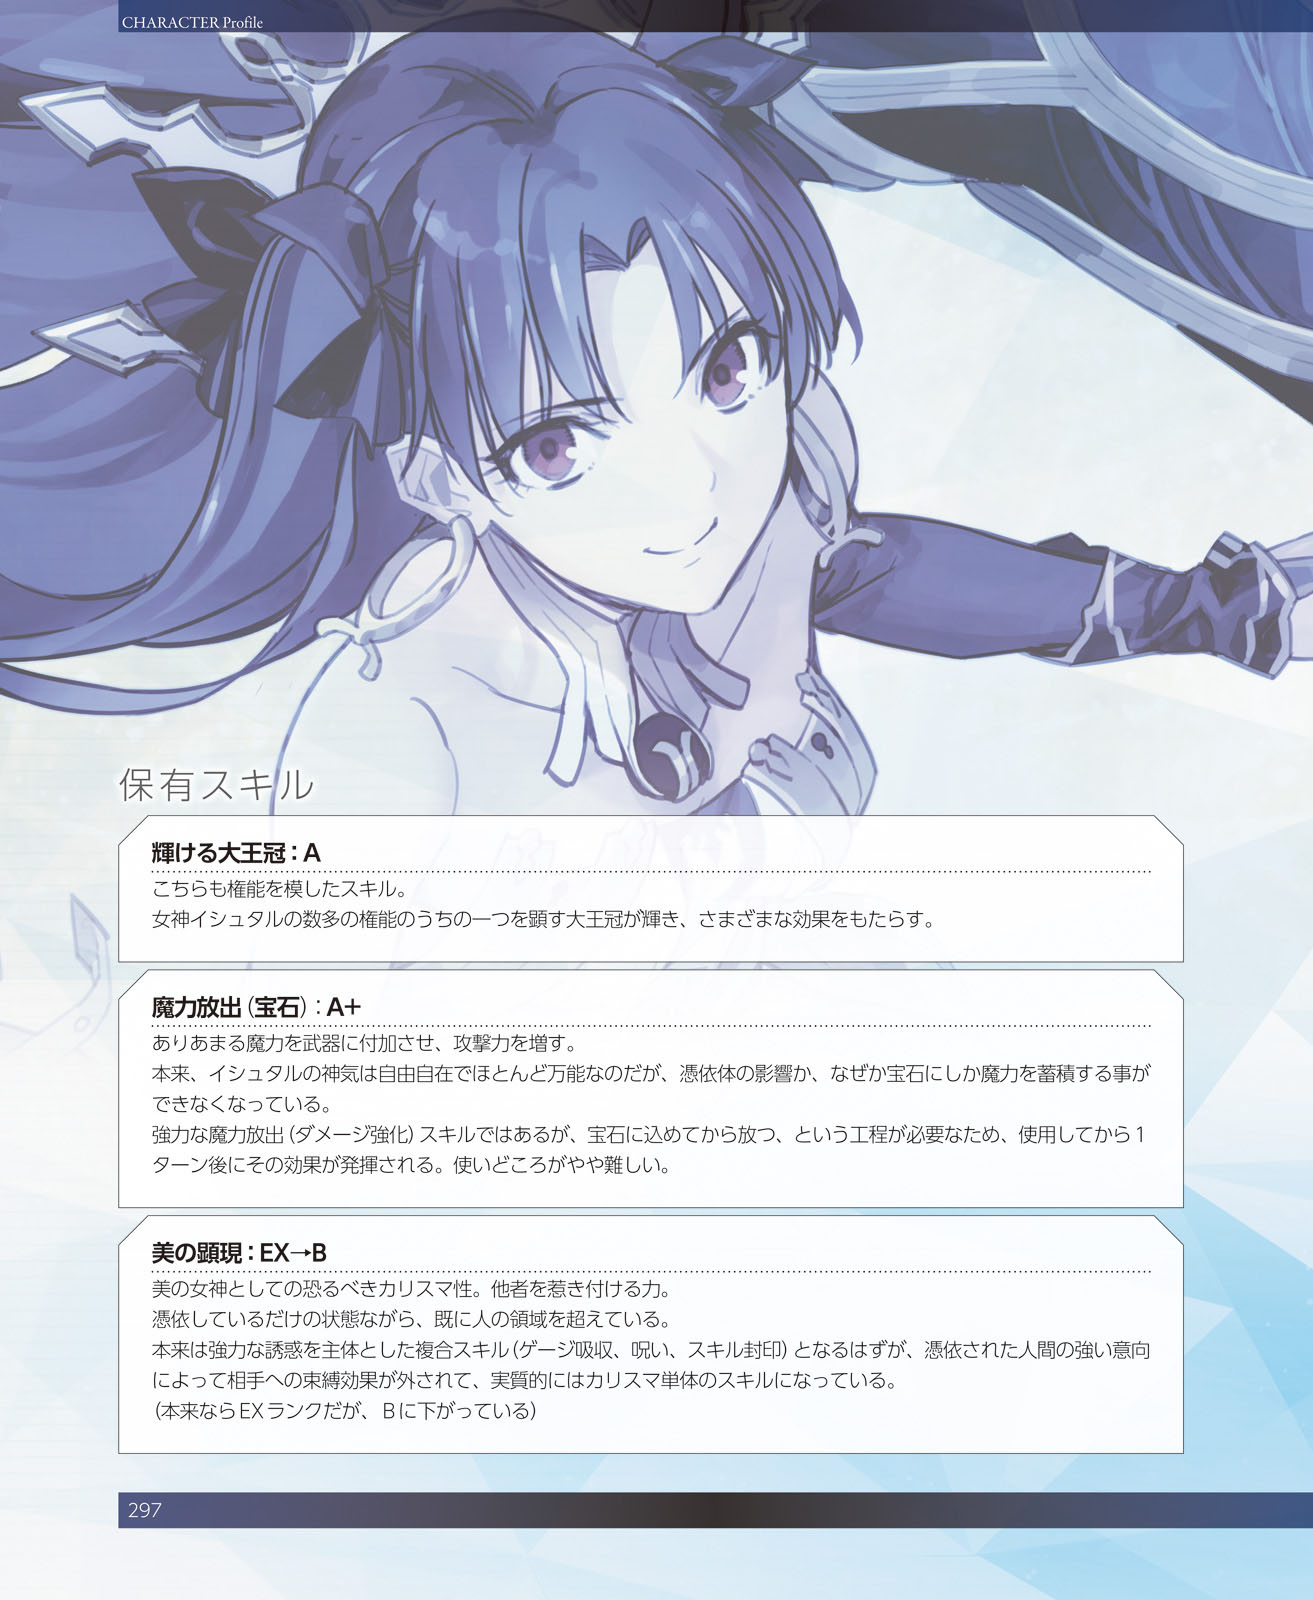 CHARACTER Profile
保有スキル
輝ける大王冠：A
こちらも権能を模したスキル。
女神イシュタルの数多の権能のうちの一つを顕す大王冠が輝き、さまざまな効果をもたらす。
魔力放出（宝石）：A＋
ありあまる魔力を武器に付加させ、攻撃力を増す。
本来、イシュタルの神気は自由自在でほとんど万能なのだが、憑依体の影響か、なぜか宝石にしか魔力を蓄積する事が
できなくなっている。
強力な魔力放出（ダメージ強化）スキルではあるが、宝石に込めてから放つ、という工程が必要なため、使用してから1
ターン後にその効果が発揮される。使いどころがやや難しい。
美の顕現：EX→B
美の女神としての恐るべきカリスマ性。他者を惹き付ける力。
憑依しているだけの状態ながら、既に人の領域を超えている。
本来は強力な誘惑を主体とした複合スキル（ゲージ吸収、呪い、スキル封印）となるはずが、憑依された人間の強い意向
によって相手への束縛効果が外されて、実質的にはカリスマ単体のスキルになっている。
（本来ならEXランクだが、Bに下がっている）
297